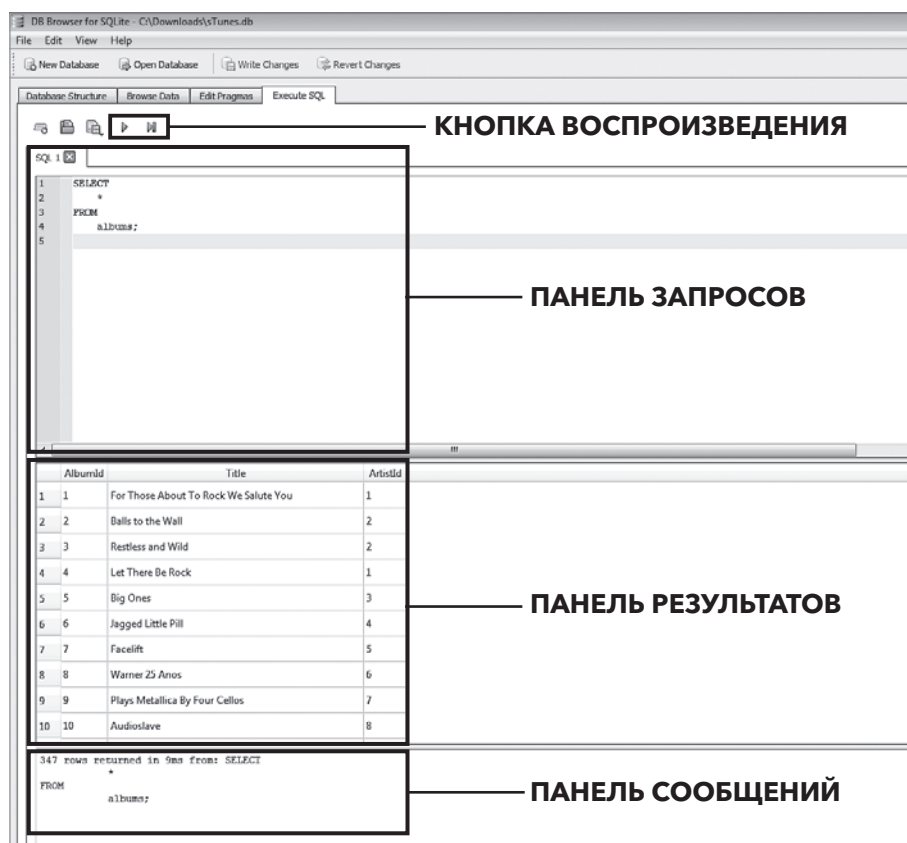 DB Browser for SQLite - C:\Downloads\sTunes.db
File Edit View Help
New Database Open Database Write Changes Revert Changes
Database Structure Browse Data Edit Pragmas Execute SQL
КНОПКА ВОСПРОИЗВЕДЕНИЯ
SQL 1
1 SELECT
2 *
3 FROM
4 albums;
5
ПАНЕЛЬ ЗАПРОСОВ
AlbumId Title ArtistId
1 1 For Those About To Rock We Salute You 1
2 2 Balls to the Wall 2
3 3 Restless and Wild 2
4 4 Let There Be Rock 1
5 5 Big Ones 3
ПАНЕЛЬ РЕЗУЛЬТАТОВ
6 6 Jagged Little Pill 4
7 7 Facelift 5
8 8 Warner 25 Anos 6
9 9 Plays Metallica By Four Cellos 7
10 10 Audioslave 8
347 rows returned in 9ms from: SELECT
*
FROM
albums;
ПАНЕЛЬ СООБЩЕНИЙ